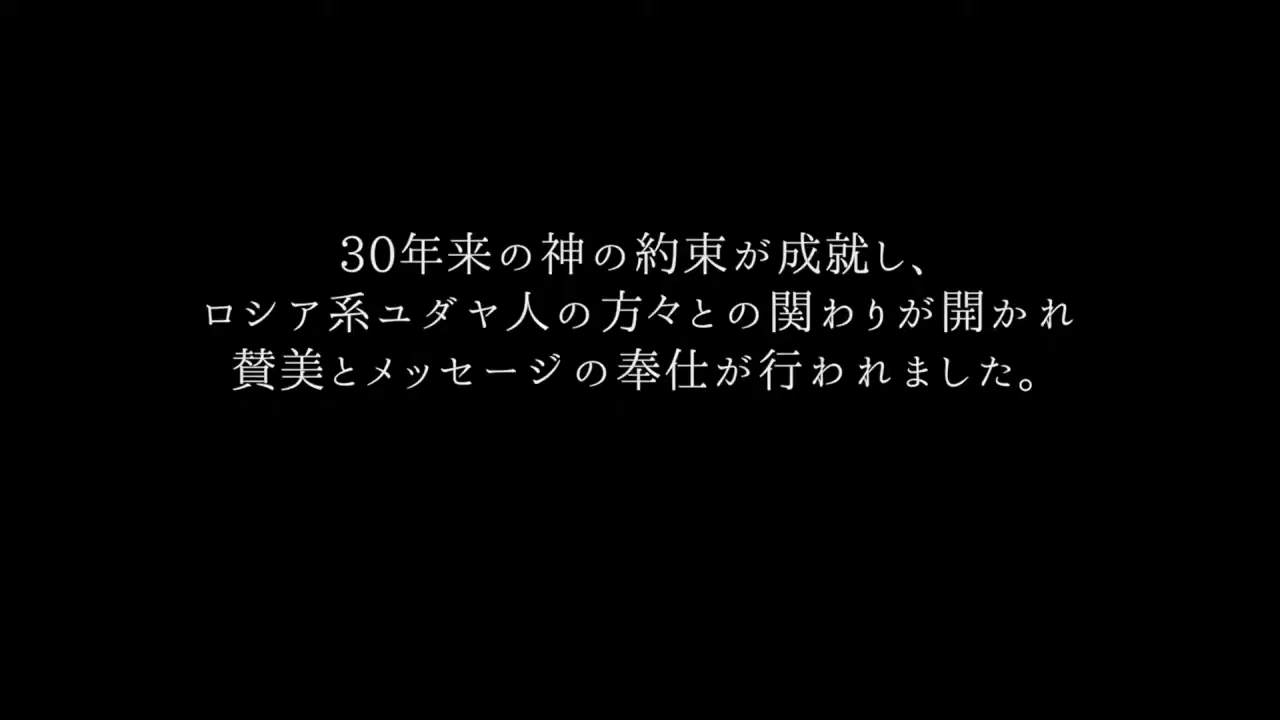 30年来の神の約束が成就し、
ロシア系ユダヤ人の方々との関わりが開かれ
賛美とメッセージの奉仕が行われました。